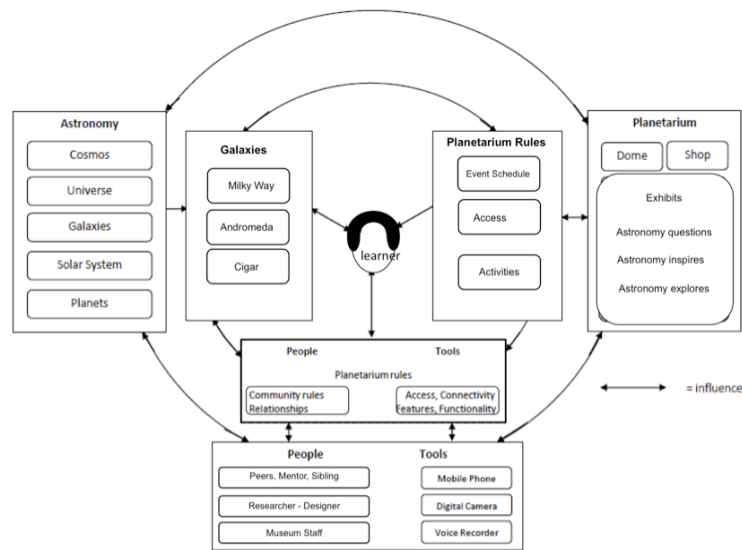 Astronomy
Cosmos
Universe
Galaxies
Solar System
Planets
Galaxies
Milky Way
Andromeda
Cigar
learner
Planetarium Rules
Event Schedule
Access
Activities
Planetarium
Dome
Shop
Exhibits
Astronomy questions
Astronomy inspires
Astronomy explores
People
Tools
Planetarium rules
Community rules
Relationships
Access, Connectivity
Features, Functionality
= influence
People
Tools
Peers, Mentor, Sibling
Researcher - Designer
Museum Staff
Mobile Phone
Digital Camera
Voice Recorder